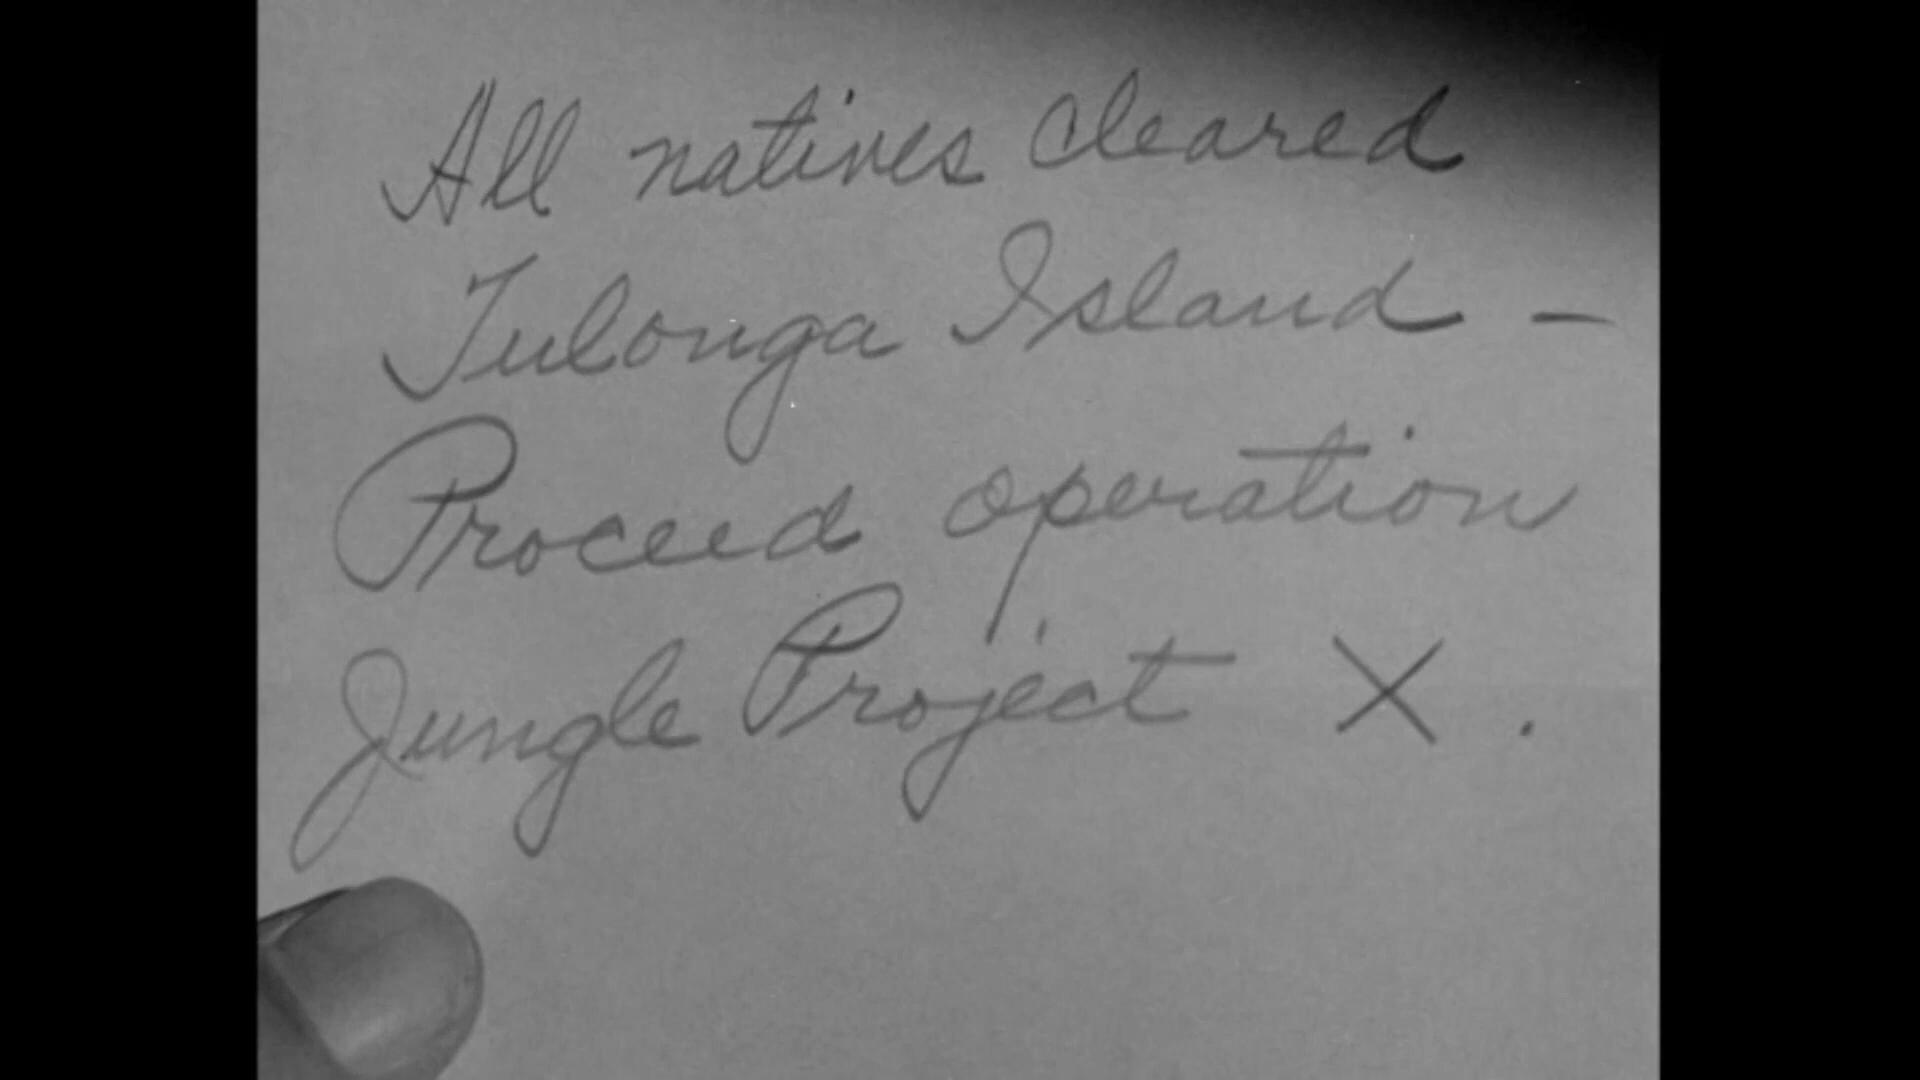 All natives cleared
Tulonga Island -
Proceed operation
Jungle Project X.